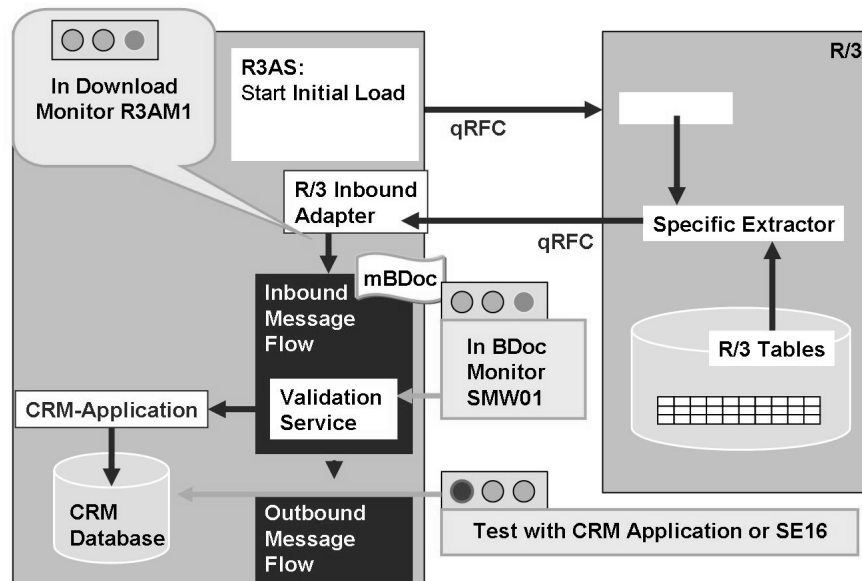 In Download
Monitor R3AM1
R3AS:
Start Initial Load
qRFC
R/3
R/3 Inbound
Adapter
qRFC
Specific Extractor
mBDoc
Inbound
Message
Flow
In BDoc
Monitor
SMW01
R/3 Tables
Validation
Service
CRM-Application
CRM
Database
Outbound
Message
Flow
Test with CRM Application or SE16